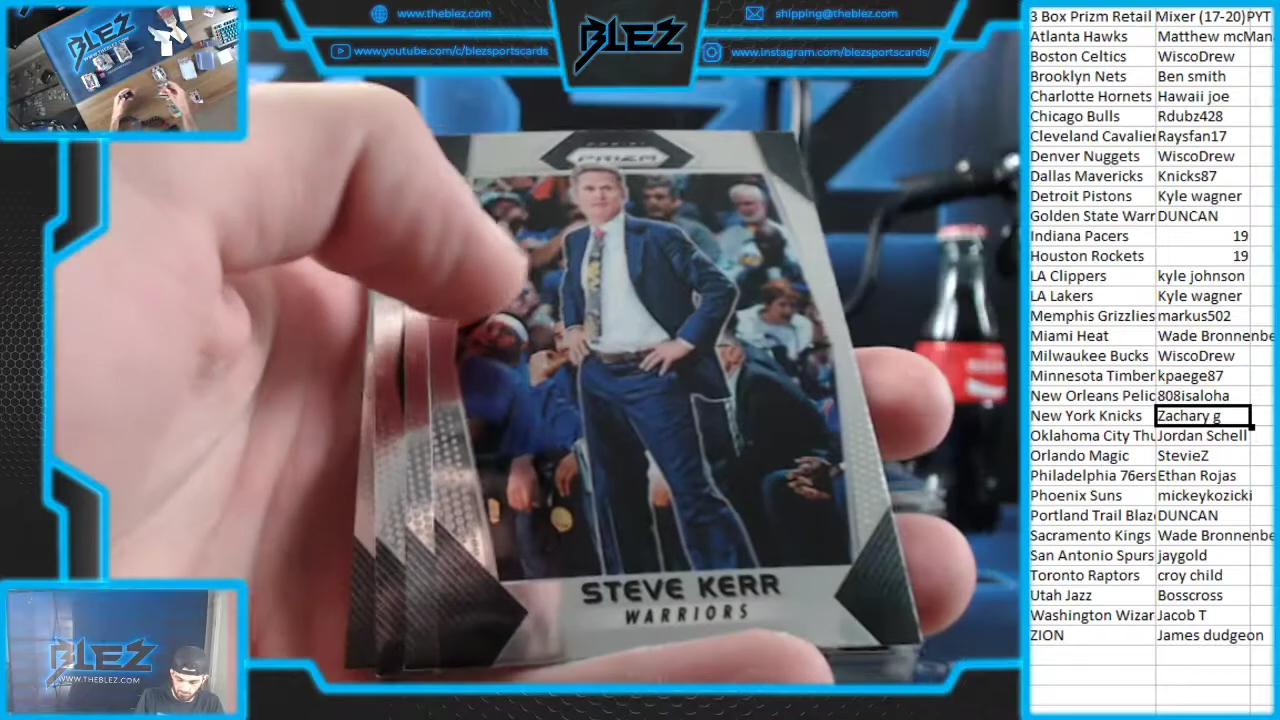 www.theblez.com
shipping@theblez.com
www.youtube.com/c/blezsportscards
BLEZ
www.instagram.com/blezsportscards/
BLEZ
PRIZM
STEVE KERR
WARRIORS
BLEZ
WWW.THEBLEZ.COM
3 Box Prizm Retail Mixer (17-20)PYT
Atlanta Hawks Matthew mcMan
Boston Celtics WiscoDrew
Brooklyn Nets Ben smith
Charlotte Hornets Hawaii joe
Chicago Bulls Rdubz428
Cleveland Cavalier Raysfan17
Denver Nuggets WiscoDrew
Dallas Mavericks Knicks87
Detroit Pistons Kyle wagner
Golden State Warr DUNCAN
Indiana Pacers 19
Houston Rockets 19
LA Clippers kyle johnson
LA Lakers Kyle wagner
Memphis Grizzlies markus502
Miami Heat Wade Bronnenbe
Milwaukee Bucks WiscoDrew
Minnesota Timber kpaege87
New Orleans Pelic 808isaloha
New York Knicks Zachary g
Oklahoma City Thu Jordan Schell
Orlando Magic StevieZ
Philadelphia 76ers Ethan Rojas
Phoenix Suns mickeykozicki
Portland Trail Blaz DUNCAN
Sacramento Kings Wade Bronnenbe
San Antonio Spurs jaygold
Toronto Raptors croy child
Utah Jazz Bosscross
Washington Wizar Jacob T
ZION James dudgeon